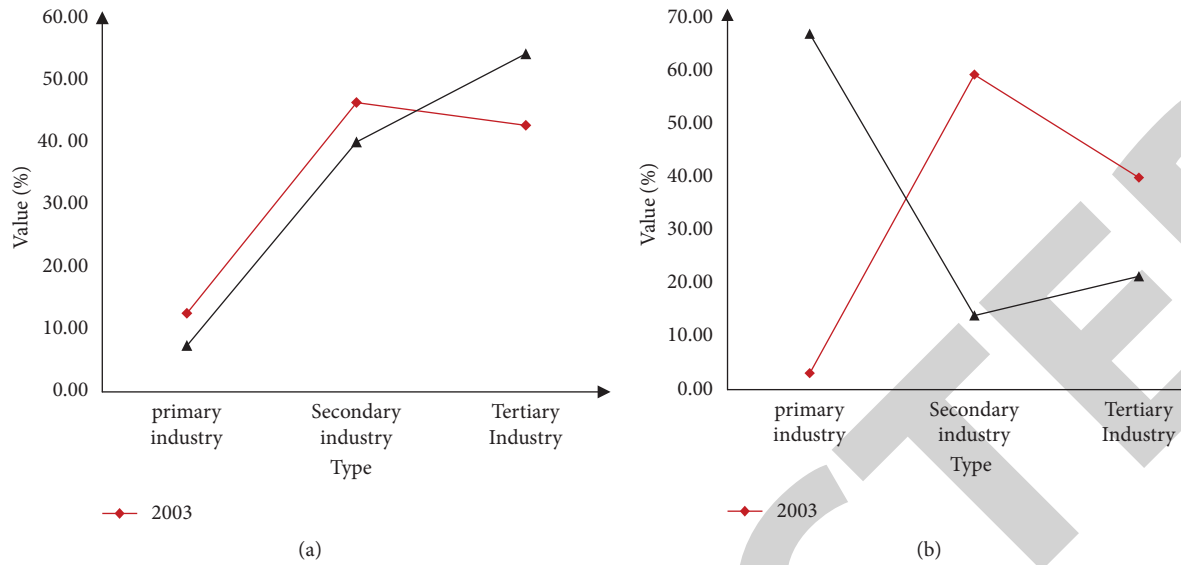 60.00
50.00
40.00
30.00
20.00
10.00
0.00
Value (%)
primary
industry
Secondary
industry
Tertiary
Industry
Type
2003
(a)
70.00
60.00
50.00
40.00
30.00
20.00
10.00
0.00
Value (%)
primary
industry
Secondary
industry
Tertiary
Industry
Type
2003
(b)